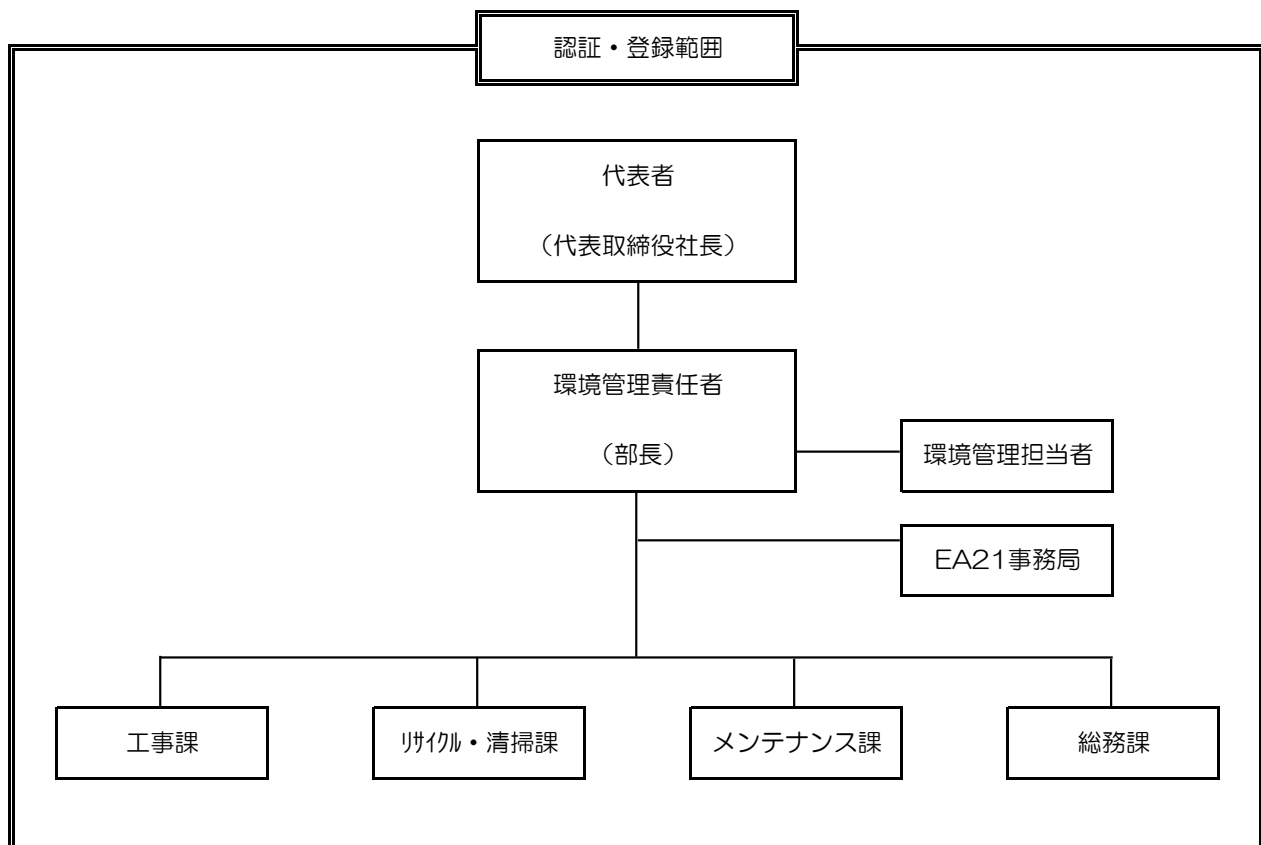 認証・登録範囲
代表者
（代表取締役社長）
環境管理責任者
（部長）
環境管理担当者
EA21事務局
工事課
ﾘｻｲｸﾙ・清掃課
メンテナンス課
総務課